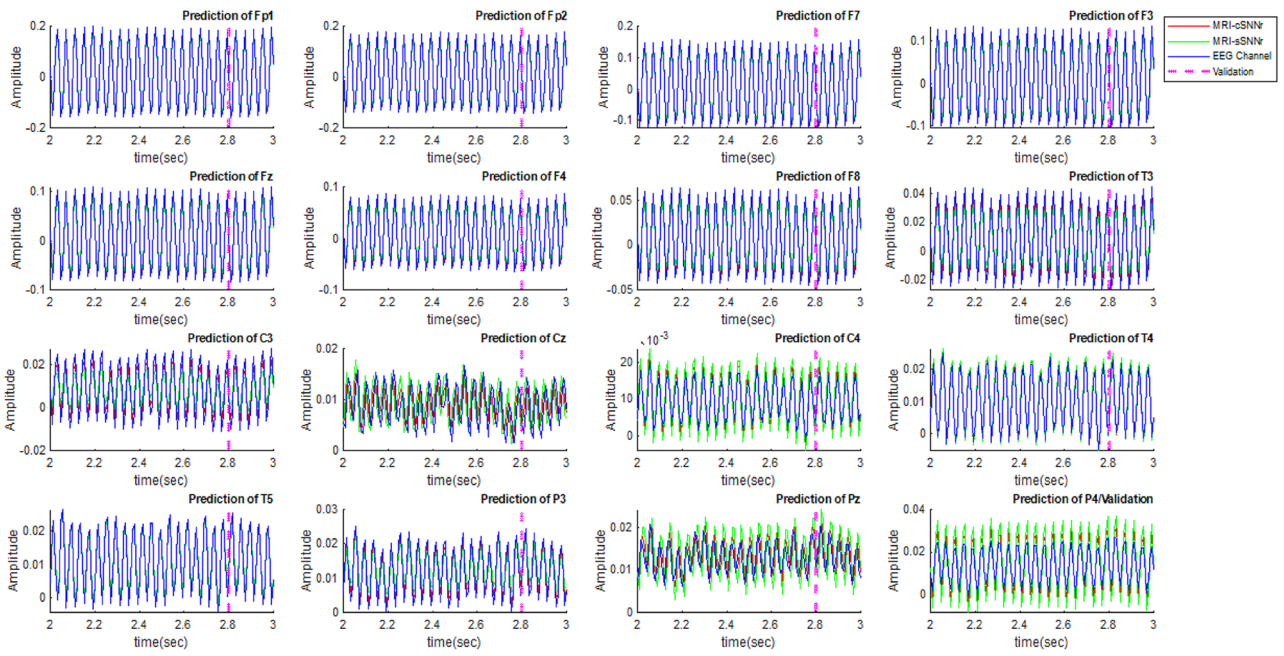 Prediction of Fp1
Prediction of Fp2
Prediction of F7
Prediction of F3
MRI-cSNNr
MRI-sSNNr
EEG Channel
Validation
0.2
0
-0.2
Amplitude
2 2.2 2.4 2.6 2.8 3
time(sec)
0.2
0
-0.2
Amplitude
2 2.2 2.4 2.6 2.8 3
time(sec)
0.2
0.1
0
-0.1
Amplitude
2 2.2 2.4 2.6 2.8 3
time(sec)
0.1
0
-0.1
Amplitude
2 2.2 2.4 2.6 2.8 3
time(sec)
Prediction of Fz
Prediction of F4
Prediction of F8
Prediction of T3
0.1
0
-0.1
Amplitude
2 2.2 2.4 2.6 2.8 3
time(sec)
0.1
0
-0.1
Amplitude
2 2.2 2.4 2.6 2.8 3
time(sec)
0.05
0
-0.05
Amplitude
2 2.2 2.4 2.6 2.8 3
time(sec)
0.04
0.02
0
-0.02
Amplitude
2 2.2 2.4 2.6 2.8 3
time(sec)
Prediction of C3
Prediction of Cz
Prediction of C4
Prediction of T4
0.02
0
-0.02
Amplitude
2 2.2 2.4 2.6 2.8 3
time(sec)
0.02
0.01
0
Amplitude
2 2.2 2.4 2.6 2.8 3
time(sec)
×10-3
20
10
0
Amplitude
2 2.2 2.4 2.6 2.8 3
time(sec)
0.02
0.01
0
Amplitude
2 2.2 2.4 2.6 2.8 3
time(sec)
Prediction of T5
Prediction of P3
Prediction of Pz
Prediction of P4/Validation
0.02
0.01
0
Amplitude
2 2.2 2.4 2.6 2.8 3
time(sec)
0.03
0.02
0.01
0
Amplitude
2 2.2 2.4 2.6 2.8 3
time(sec)
0.02
0.01
0
Amplitude
2 2.2 2.4 2.6 2.8 3
time(sec)
0.04
0.02
0
Amplitude
2 2.2 2.4 2.6 2.8 3
time(sec)